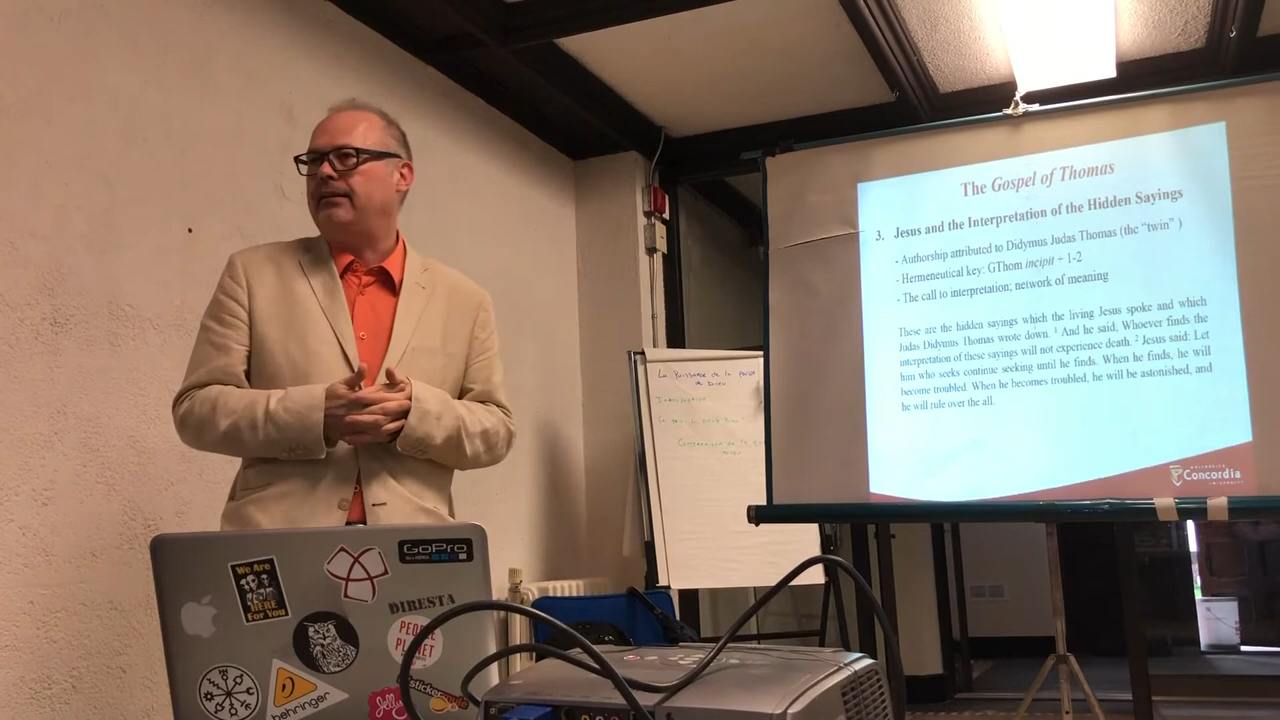 The Gospel of Thomas
3. Jesus and the Interpretation of the Hidden Sayings
- Authorship attributed to Didymus Judas Thomas (the “twin” )
- Hermeneutical key: GThom incipit + 1-2
- The call to interpretation; network of meaning
These are the hidden sayings which the living Jesus spoke and which
Judas Didymus Thomas wrote down. 1 And he said, Whoever finds the
interpretation of these sayings will not experience death. 2 Jesus said: Let
him who seeks continue seeking until he finds. When he finds, he will
become troubled. When he becomes troubled, he will be astonished, and
he will rule over the all.
UNIVERSITÉ
Concordia
UNIVERSITY
La Puissance de la
de Dieu
GoPro
We Are
HERE
For You
DIRESTA
PEOPLE
PLANET
behringer
Jelly
stickermule